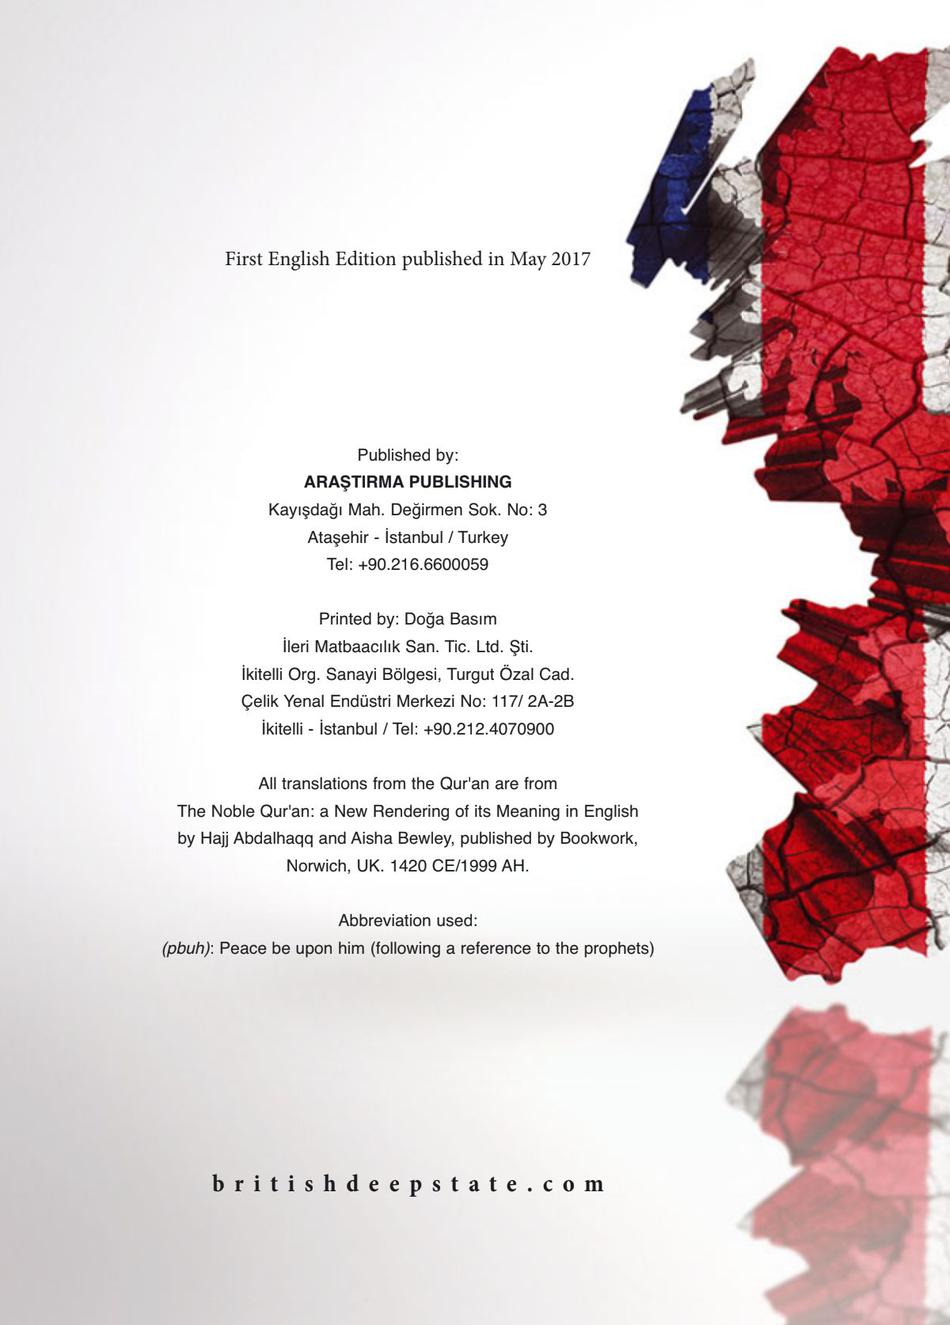 First English Edition published in May 2017
Published by:
ARAŞTIRMA PUBLISHING
Kayışdağı Mah. Değirmen Sok. No: 3
Ataşehir - İstanbul / Turkey
Tel: +90.216.6600059
Printed by: Doğa Basım
İleri Matbaacılık San. Tic. Ltd. Şti.
İkitelli Org. Sanayi Bölgesi, Turgut Özal Cad.
Çelik Yenal Endüstri Merkezi No: 117/ 2A-2B
İkitelli - İstanbul / Tel: +90.212.4070900
All translations from the Qur'an are from
The Noble Qur'an: a New Rendering of its Meaning in English
by Hajj Abdalhaqq and Aisha Bewley, published by Bookwork,
Norwich, UK. 1420 CE/1999 AH.
Abbreviation used:
(pbuh): Peace be upon him (following a reference to the prophets)
britishdeepstate.com